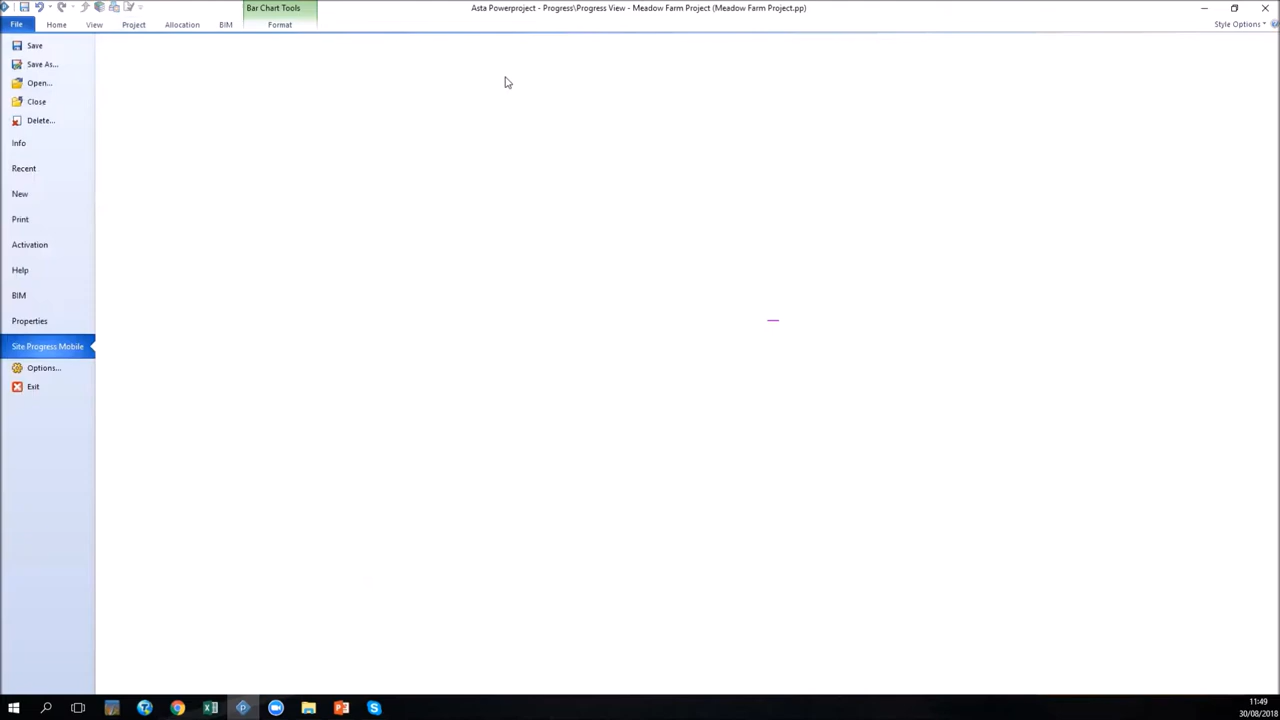 Bar Chart Tools
Asta Powerproject - Progress\Progress View - Meadow Farm Project (Meadow Farm Project.pp)
File Home View Project Allocation BIM Format Style Options
Save
Save As...
Open...
Close
Delete...
Info
Recent
New
Print
Activation
Help
BIM
Properties
Site Progress Mobile
Options...
Exit
11:49
30/08/2018